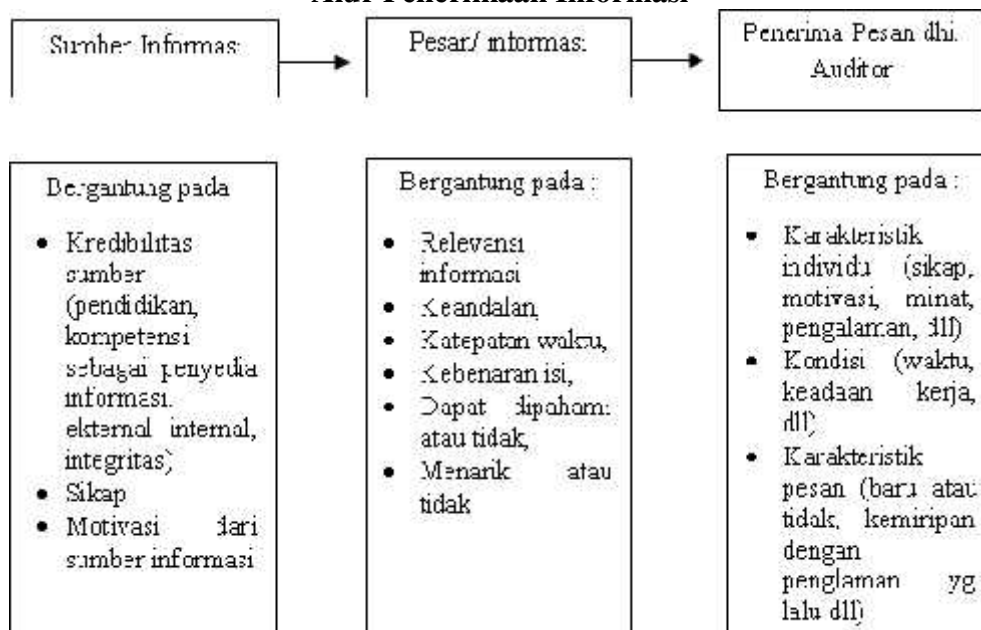 Alur Penerimaan Informasi
Sumber Informasi
Pesan/ informasi
Penerima Pesan dhi.
Auditor
Bergantung pada
Kredibilitas
sumber
(pendidikan,
kompetensi
sebagai penyedia
informasi.
eksternal internal,
integritas)
Sikap
Motivasi dari
sumber informasi
Bergantung pada :
Relevansi
informasi
Keandalan,
Katepatan waktu,
Kebenaran isi,
Dapat dipahami
atau tidak,
Menarik atau
tidak
Bergantung pada :
Karakteristik
individu (sikap,
motivasi, minat,
pengalaman, dll)
Kondisi (waktu,
keadaan kerja,
dll)
Karakteristik
pesan (baru atau
tidak, kemiripan
dengan
penglaman yg
lalu dll)